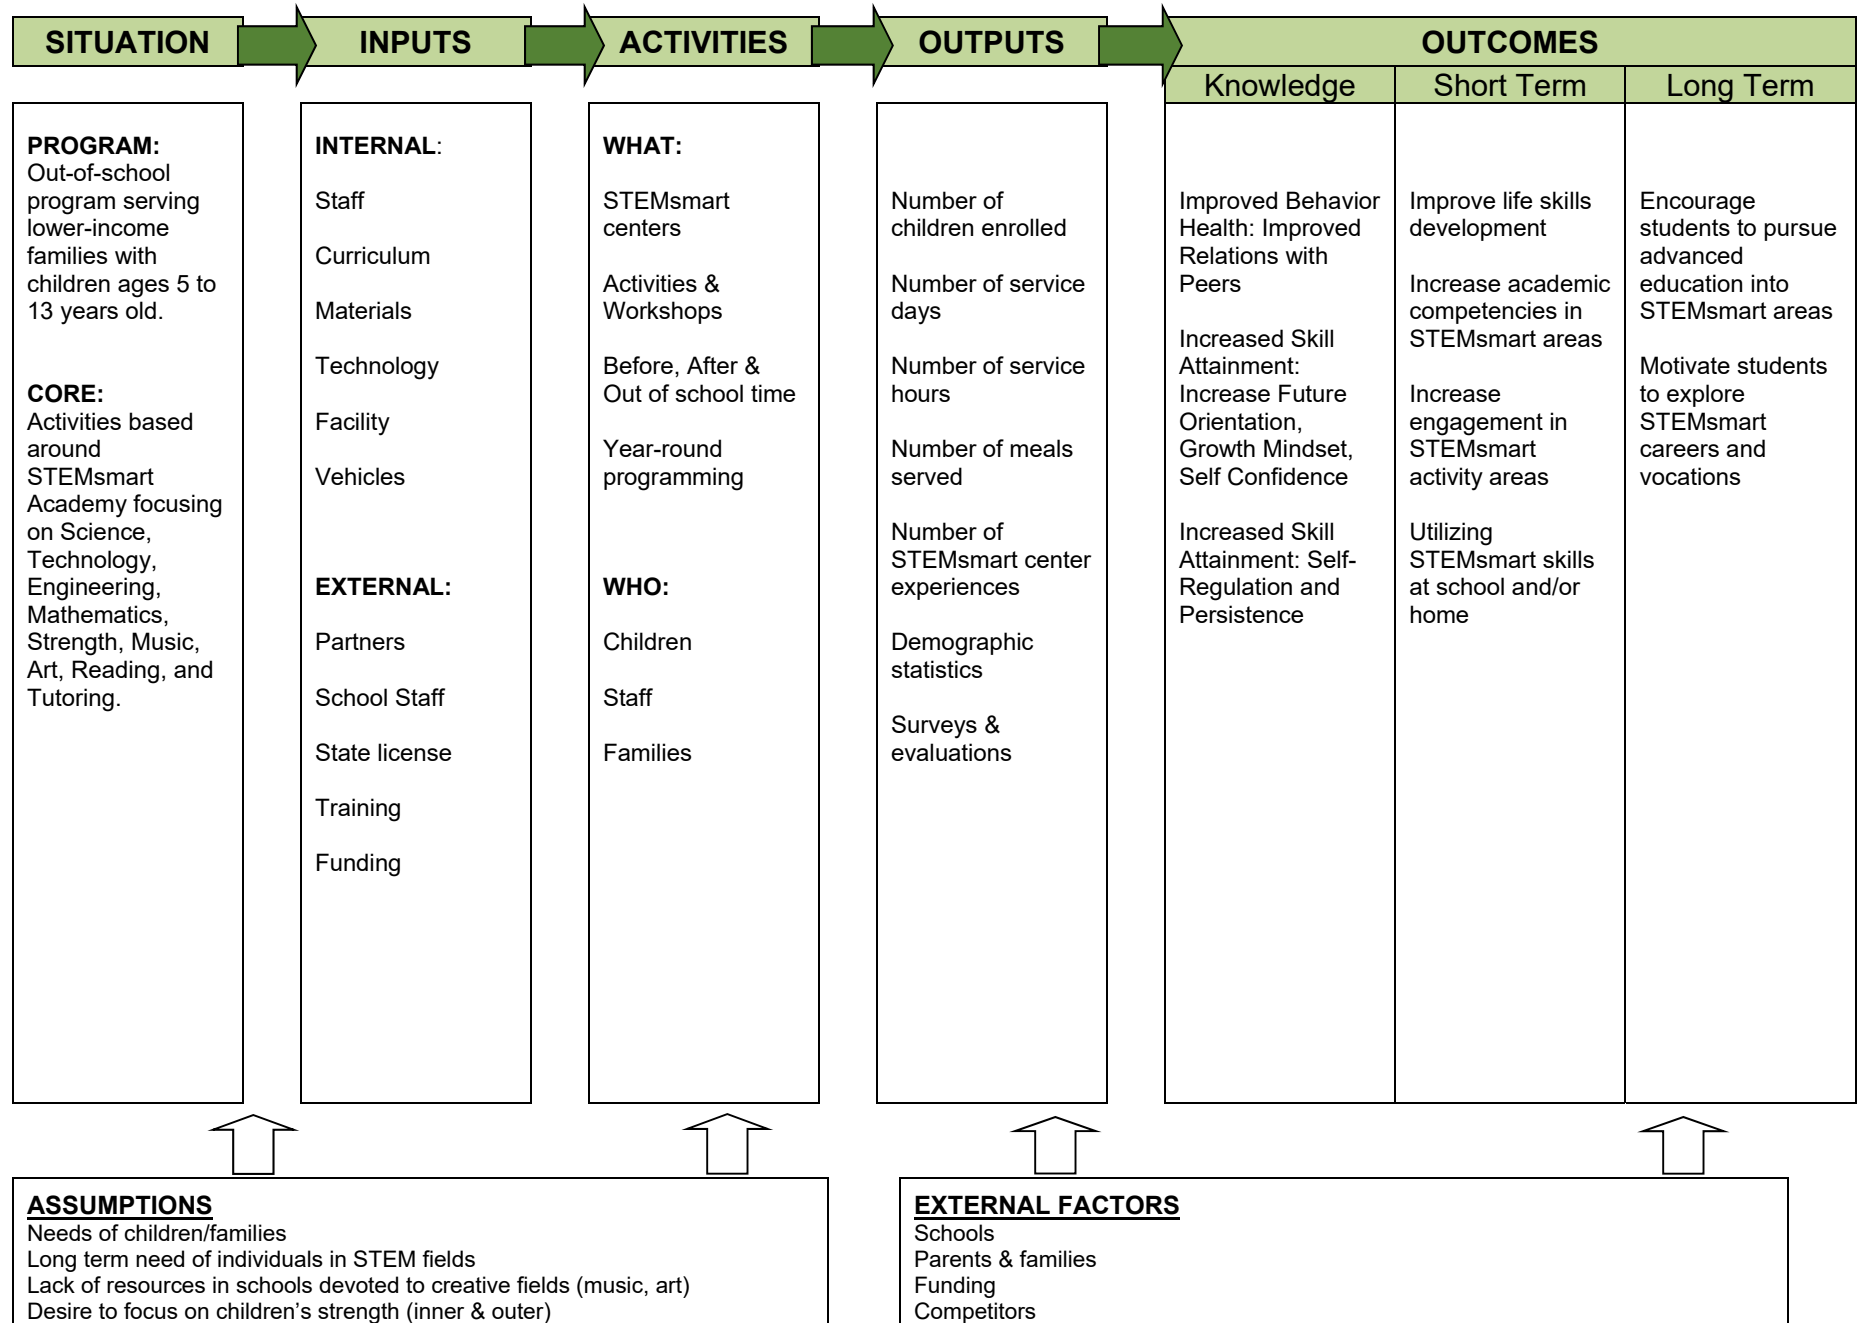 SITUATION
INPUTS
ACTIVITIES
OUTPUTS
OUTCOMES
Knowledge
Short Term
Long Term
PROGRAM:
Out-of-school
program serving
lower-income
families with
children ages 5 to
13 years old.
CORE:
Activities based
around
STEMsmart
Academy focusing
on Science,
Technology,
Engineering,
Mathematics,
Strength, Music,
Art, Reading, and
Tutoring.
INTERNAL:
Staff
Curriculum
Materials
Technology
Facility
Vehicles
EXTERNAL:
Partners
School Staff
State license
Training
Funding
WHAT:
STEMsmart
centers
Activities &
Workshops
Before, After &
Out of school time
Year-round
programming
WHO:
Children
Staff
Families
Number of
children enrolled
Number of service
days
Number of service
hours
Number of meals
served
Number of
STEMsmart center
experiences
Demographic
statistics
Surveys &
evaluations
Improved Behavior
Health: Improved
Relations with
Peers
Increased Skill
Attainment:
Increase Future
Orientation,
Growth Mindset,
Self Confidence
Increased Skill
Attainment: Self-
Regulation and
Persistence
Improve life skills
development
Increase academic
competencies in
STEMsmart areas
Increase
engagement in
STEMsmart
activity areas
Utilizing
STEMsmart skills
at school and/or
home
Encourage
students to pursue
advanced
education into
STEMsmart areas
Motivate students
to explore
STEMsmart
careers and
vocations
ASSUMPTIONS
Needs of children/families
Long term need of individuals in STEM fields
Lack of resources in schools devoted to creative fields (music, art)
Desire to focus on children’s strength (inner & outer)
EXTERNAL FACTORS
Schools
Parents & families
Funding
Competitors